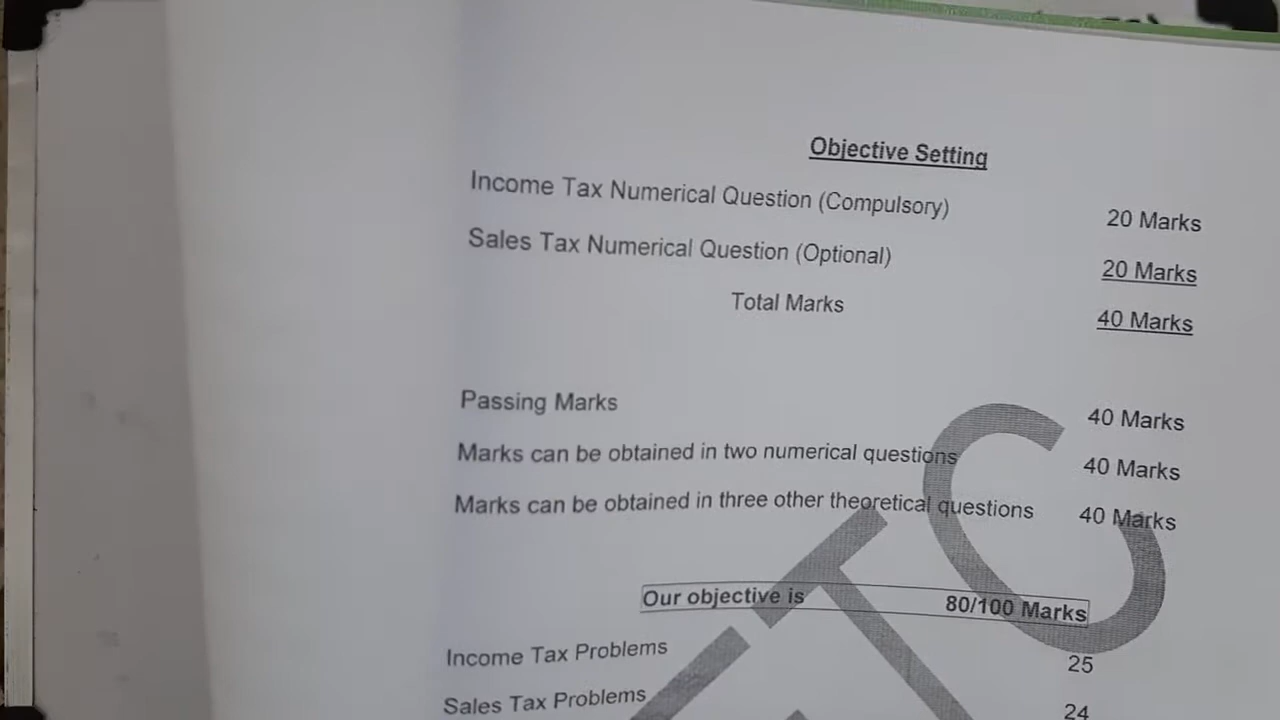 Objective Setting
Income Tax Numerical Question (Compulsory) 20 Marks
Sales Tax Numerical Question (Optional) 20 Marks
Total Marks 40 Marks
Passing Marks 40 Marks
Marks can be obtained in two numerical questions 40 Marks
Marks can be obtained in three other theoretical questions 40 Marks
Our objective is 80/100 Marks
Income Tax Problems 25
Sales Tax Problems 24